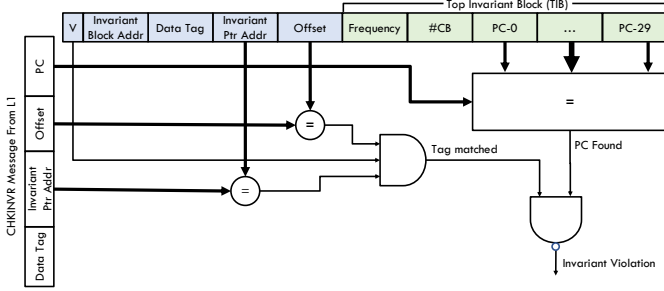 Top Invariant Block (TIB)
V
Invariant
Block Addr
Data Tag
Invariant
Ptr Addr
Offset
Frequency
#CB
PC-0
...
PC-29
CHKINVR Message From L1
PC
Offset
Invariant
Ptr Addr
Data Tag
=
=
=
Tag matched
PC Found
Invariant Violation